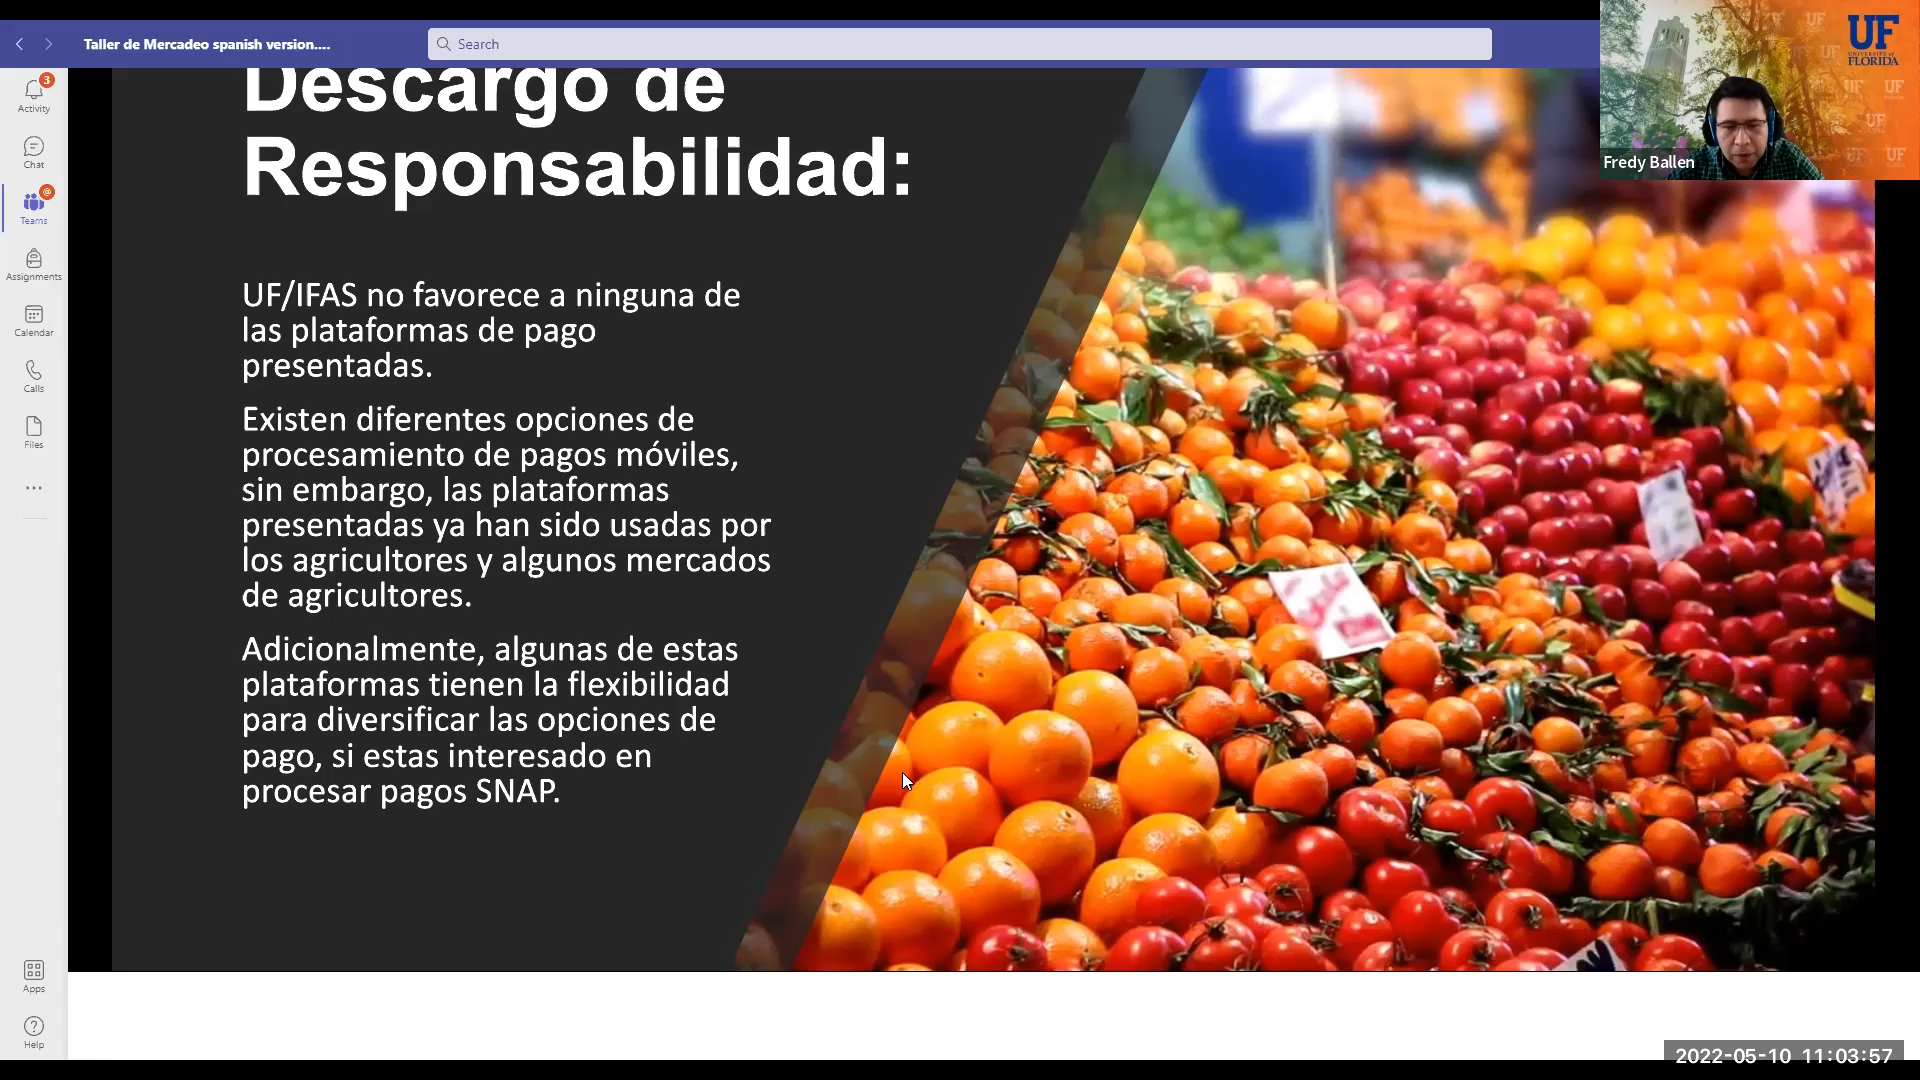 Taller de Mercadeo spanish version....
Search
UF
UNIVERSITY of
FLORIDA
Fredy Ballen
3
Activity
Chat
@
Teams
Assignments
Calendar
Calls
Files
...
Apps
Help
Descargo de
Responsabilidad:
UF/IFAS no favorece a ninguna de
las plataformas de pago
presentadas.
Existen diferentes opciones de
procesamiento de pagos móviles,
sin embargo, las plataformas
presentadas ya han sido usadas por
los agricultores y algunos mercados
de agricultores.
Adicionalmente, algunas de estas
plataformas tienen la flexibilidad
para diversificar las opciones de
pago, si estas interesado en
procesar pagos SNAP.
2022-05-10 11:03:57